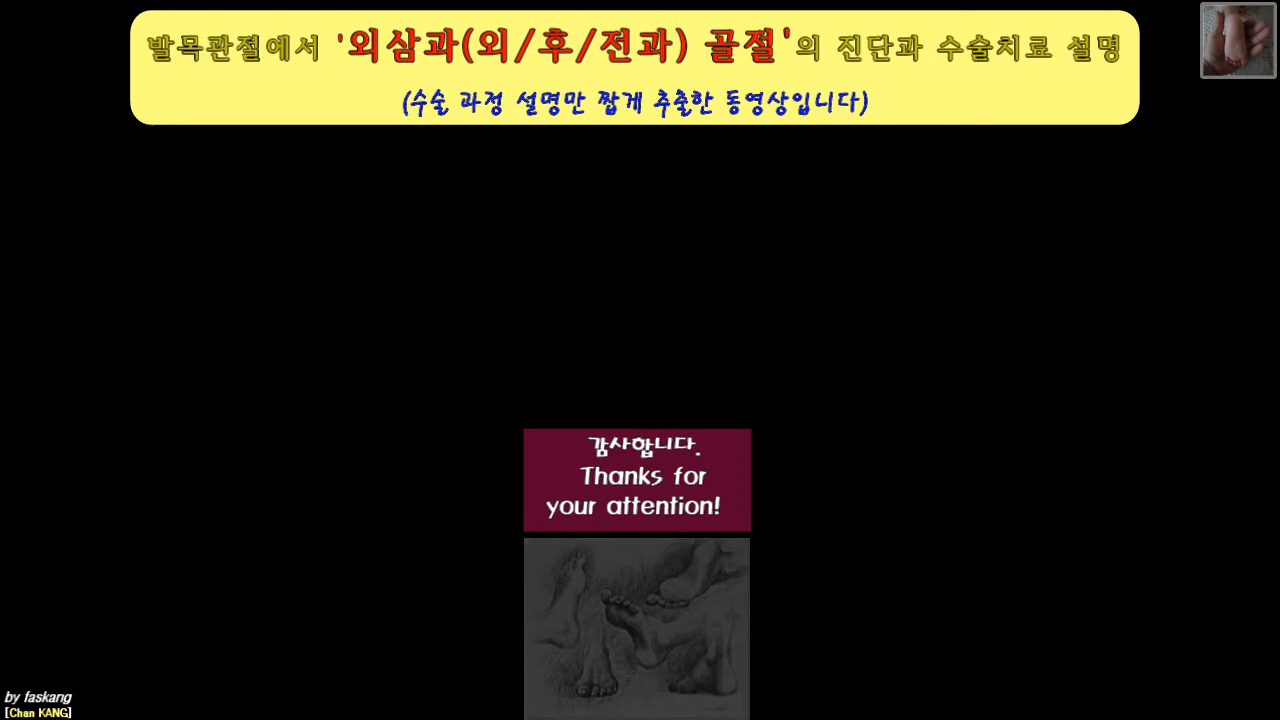 발목관절에서 '외삼과(외/후/전과) 골절'의 진단과 수술치료 설명
(수술 과정 설명만 짧게 추출한 동영상입니다)
감사합니다.
Thanks for
your attention!
by faskang
[Chan KANG]